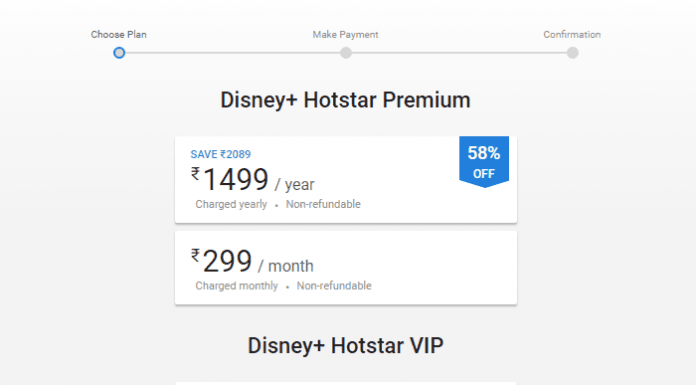 Choose Plan Make Payment Confirmation
Disney+ Hotstar Premium
SAVE ₹2089
58%
OFF
₹1499 / year
Charged yearly • Non-refundable
₹299 / month
Charged monthly • Non-refundable
Disney+ Hotstar VIP